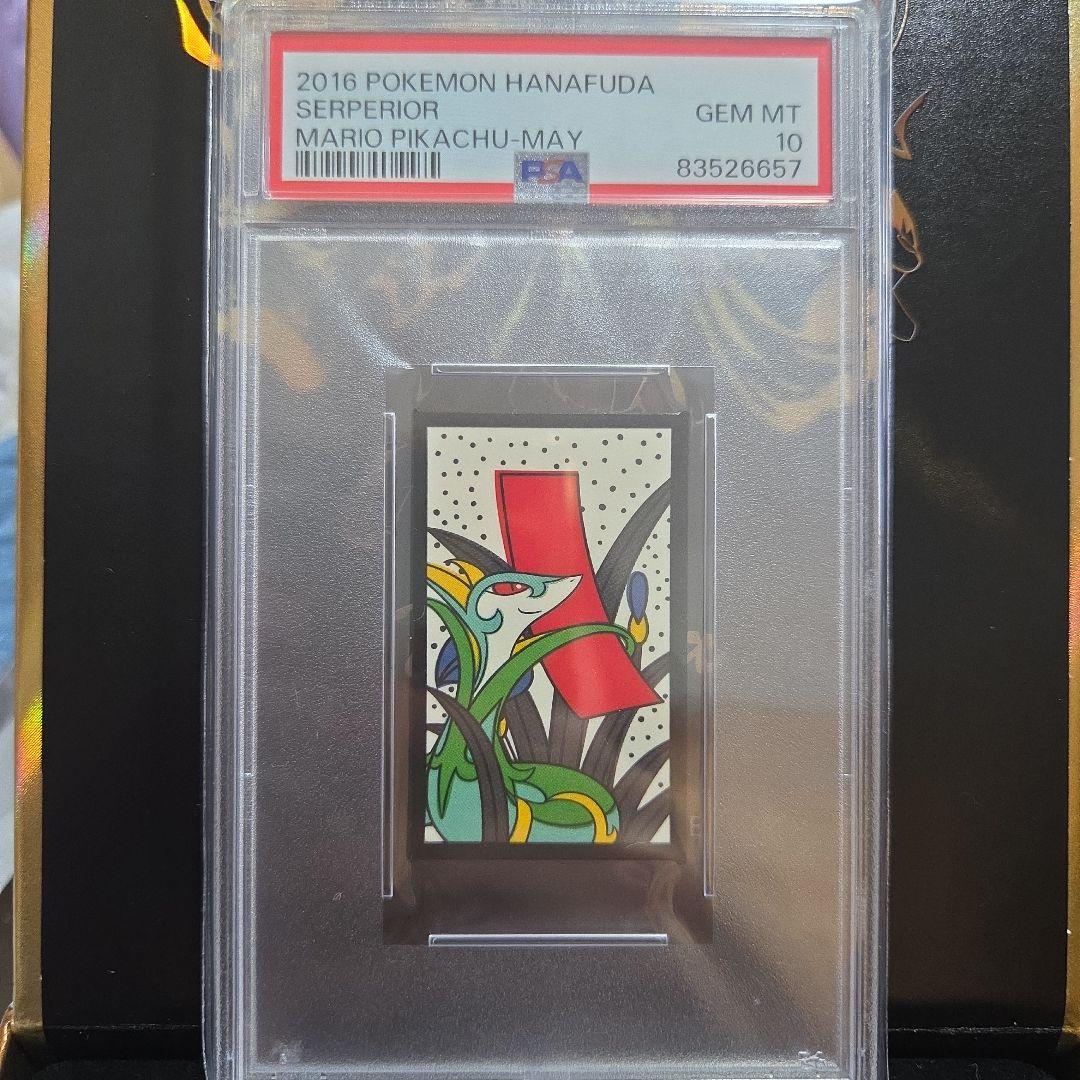 2016 POKEMON HANAFUDA
SERPERIOR
GEM MT
MARIO PIKACHU-MAY
10
PSA
83526657